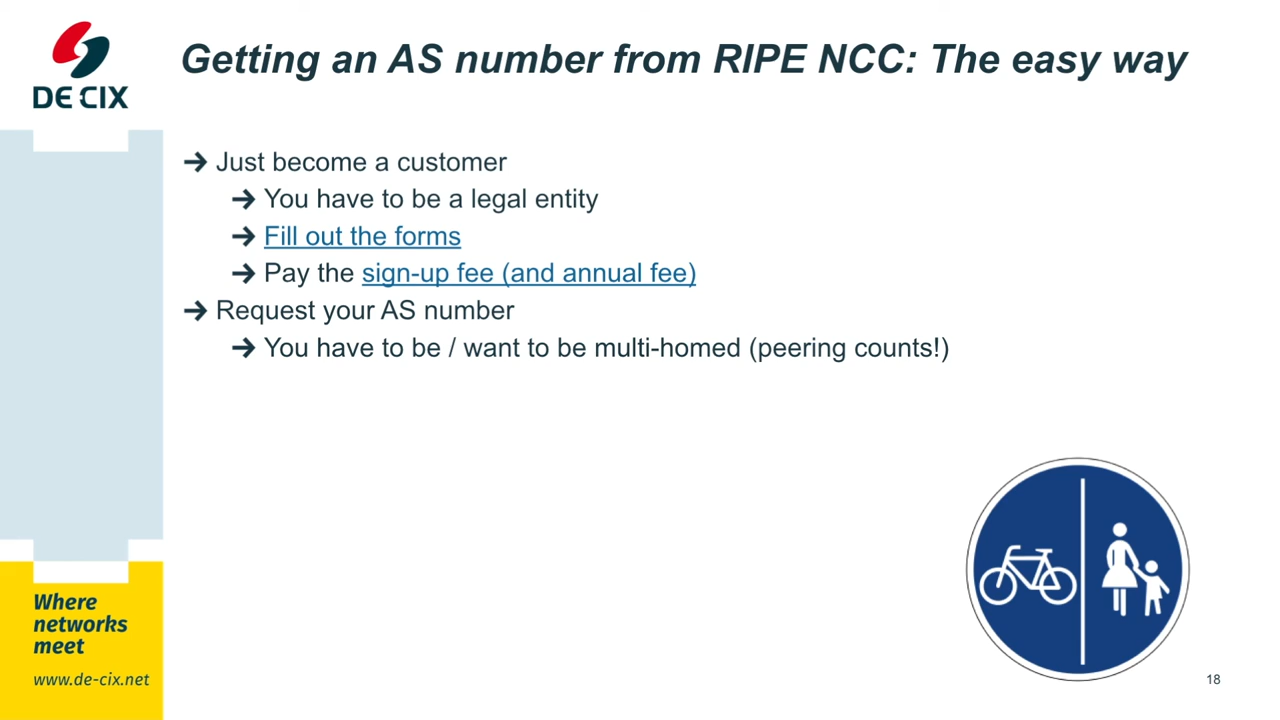 DE CIX
Getting an AS number from RIPE NCC: The easy way
→ Just become a customer
→ You have to be a legal entity
→ Fill out the forms
→ Pay the sign-up fee (and annual fee)
→ Request your AS number
→ You have to be / want to be multi-homed (peering counts!)
Where
networks
meet
www.de-cix.net
18